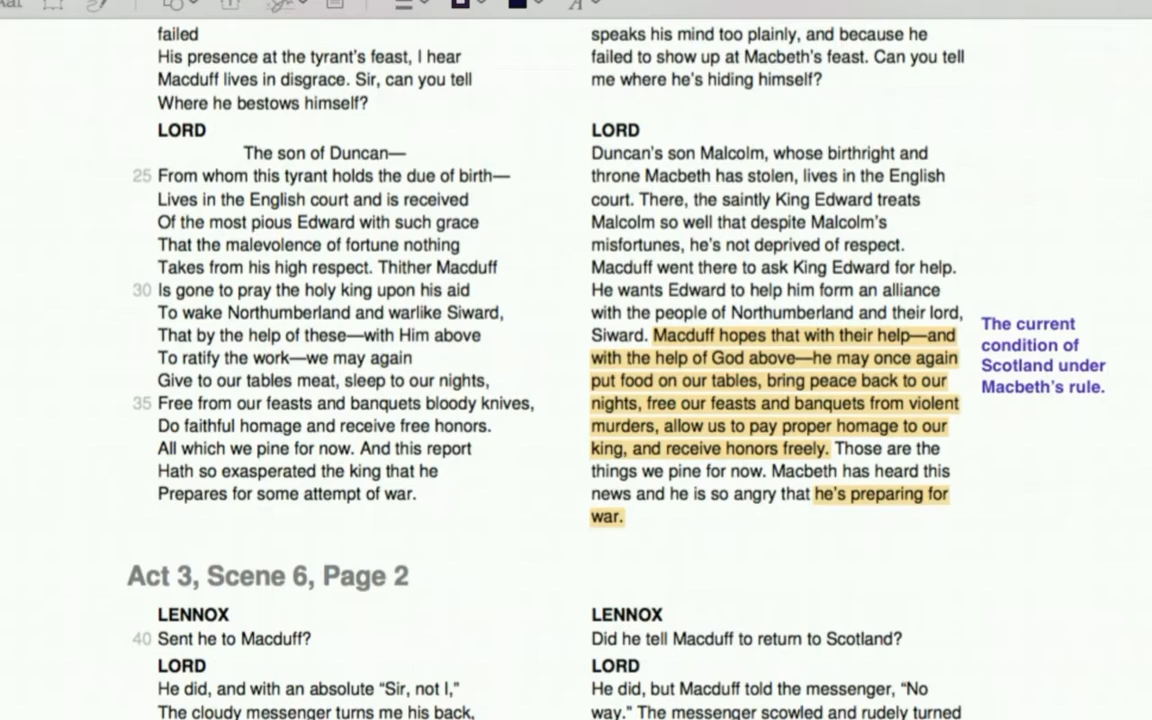 failed
His presence at the tyrant's feast, I hear
Macduff lives in disgrace. Sir, can you tell
Where he bestows himself?
LORD
The son of Duncan—
25 From whom this tyrant holds the due of birth—
Lives in the English court and is received
Of the most pious Edward with such grace
That the malevolence of fortune nothing
Takes from his high respect. Thither Macduff
30 Is gone to pray the holy king upon his aid
To wake Northumberland and warlike Siward,
That by the help of these—with Him above
To ratify the work—we may again
Give to our tables meat, sleep to our nights,
35 Free from our feasts and banquets bloody knives,
Do faithful homage and receive free honors.
All which we pine for now. And this report
Hath so exasperated the king that he
Prepares for some attempt of war.
speaks his mind too plainly, and because he
failed to show up at Macbeth's feast. Can you tell
me where he's hiding himself?
LORD
Duncan's son Malcolm, whose birthright and
throne Macbeth has stolen, lives in the English
court. There, the saintly King Edward treats
Malcolm so well that despite Malcolm's
misfortunes, he's not deprived of respect.
Macduff went there to ask King Edward for help.
He wants Edward to help him form an alliance
with the people of Northumberland and their lord,
Siward. Macduff hopes that with their help—and
with the help of God above—he may once again
put food on our tables, bring peace back to our
nights, free our feasts and banquets from violent
murders, allow us to pay proper homage to our
king, and receive honors freely. Those are the
things we pine for now. Macbeth has heard this
news and he is so angry that he's preparing for
war.
The current
condition of
Scotland under
Macbeth's rule.
Act 3, Scene 6, Page 2
LENNOX
40 Sent he to Macduff?
LORD
He did, and with an absolute “Sir, not I,”
The cloudy messenger turns me his back,
LENNOX
Did he tell Macduff to return to Scotland?
LORD
He did, but Macduff told the messenger, “No
way.” The messenger scowled and rudely turned